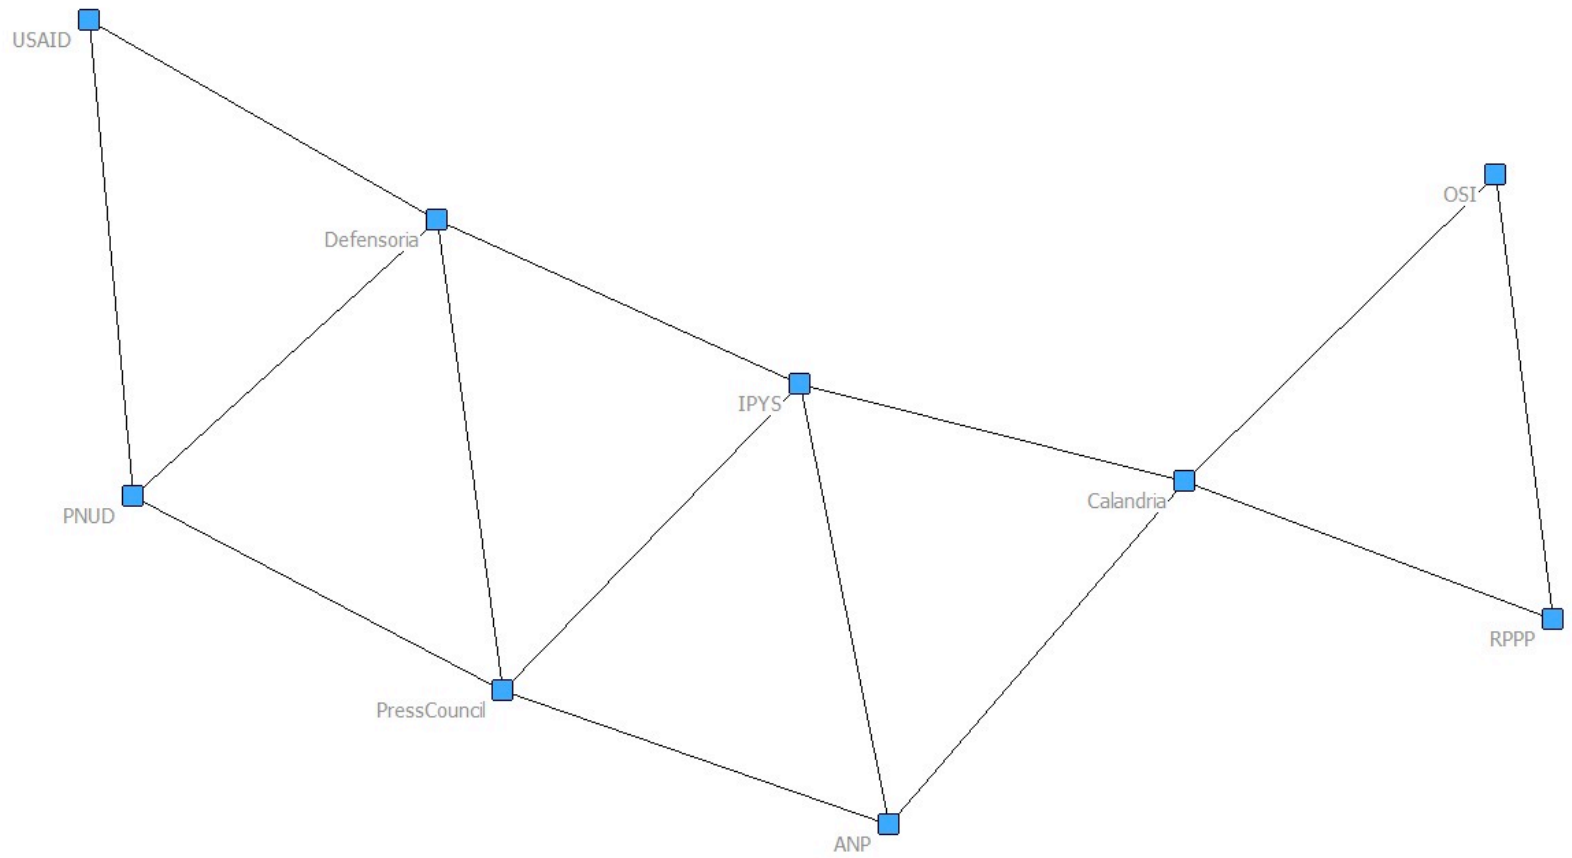 USAID
OSI
Defensoria
IPYS
Calandria
PNUD
RPPP
PressCouncil
ANP